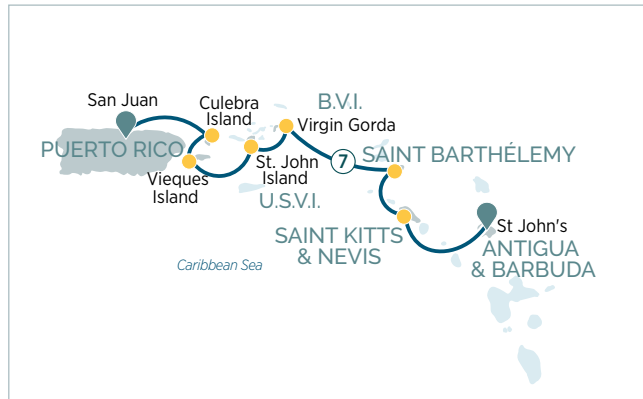 San Juan
Culebra
Island
B.V.I.
Virgin Gorda
PUERTO RICO
Vieques
Island
St. John
Island
U.S.V.I.
7
SAINT BARTHÉLEMY
SAINT KITTS
& NEVIS
St John's
ANTIGUA
& BARBUDA
Caribbean Sea